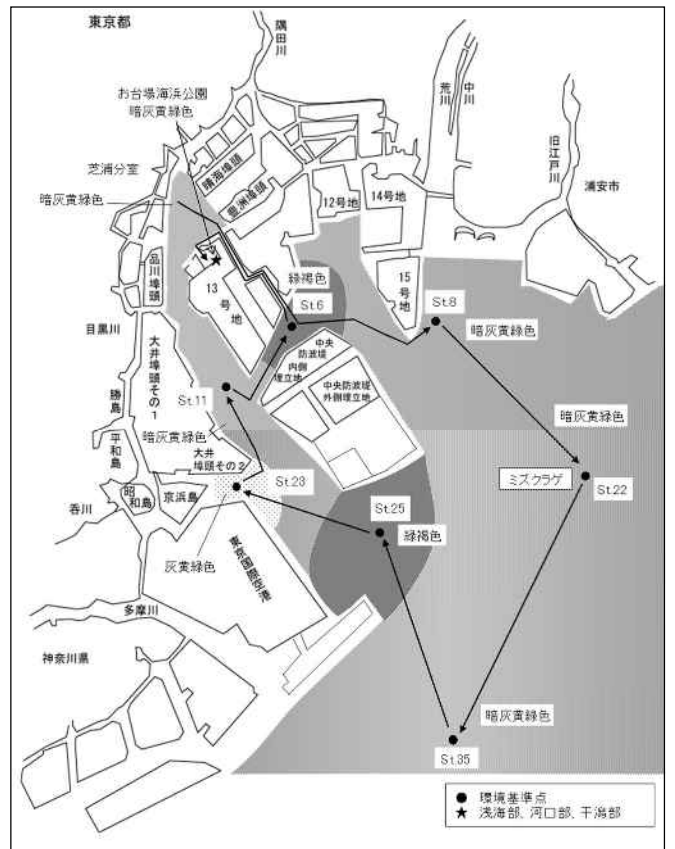 東京都
隅田川
荒川
中川
旧江戸川
浦安市
お台場海浜公園
暗灰黄緑色
芝浦分室
暗灰黄緑色
晴海埠頭
豊洲埠頭
12号地
14号地
15号地
品川埠頭
13号地
緑褐色
St.6
St.8
暗灰黄緑色
目黒川
大井埠頭その1
中央
防波堤
内側
埋立地
中央防波堤
外側埋立地
St.11
勝島
平和島
暗灰黄緑色
暗灰黄緑色
大井
埠頭その2
昭和島
京浜島
St.23
ミズクラゲ
St.22
呑川
St.25
緑褐色
灰黄緑色
東京国際空港
多摩川
神奈川県
暗灰黄緑色
St.35
● 環境基準点
★ 浅海部、河口部、干潟部